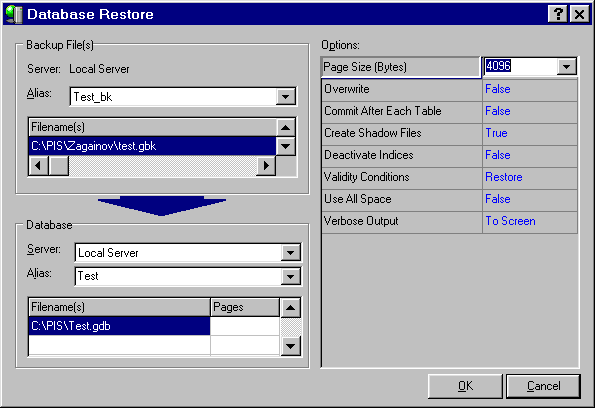 Database Restore
Backup File(s)
Server: Local Server
Alias: Test_bk
Filename(s)
C:\PIS\Zagainov\test.gbk
Database
Server: Local Server
Alias: Test
Filename(s) Pages
C:\PIS\Test.gdb
Options:
Page Size (Bytes) 4096
Overwrite False
Commit After Each Table False
Create Shadow Files True
Deactivate Indices False
Validity Conditions Restore
Use All Space False
Verbose Output To Screen
OK Cancel